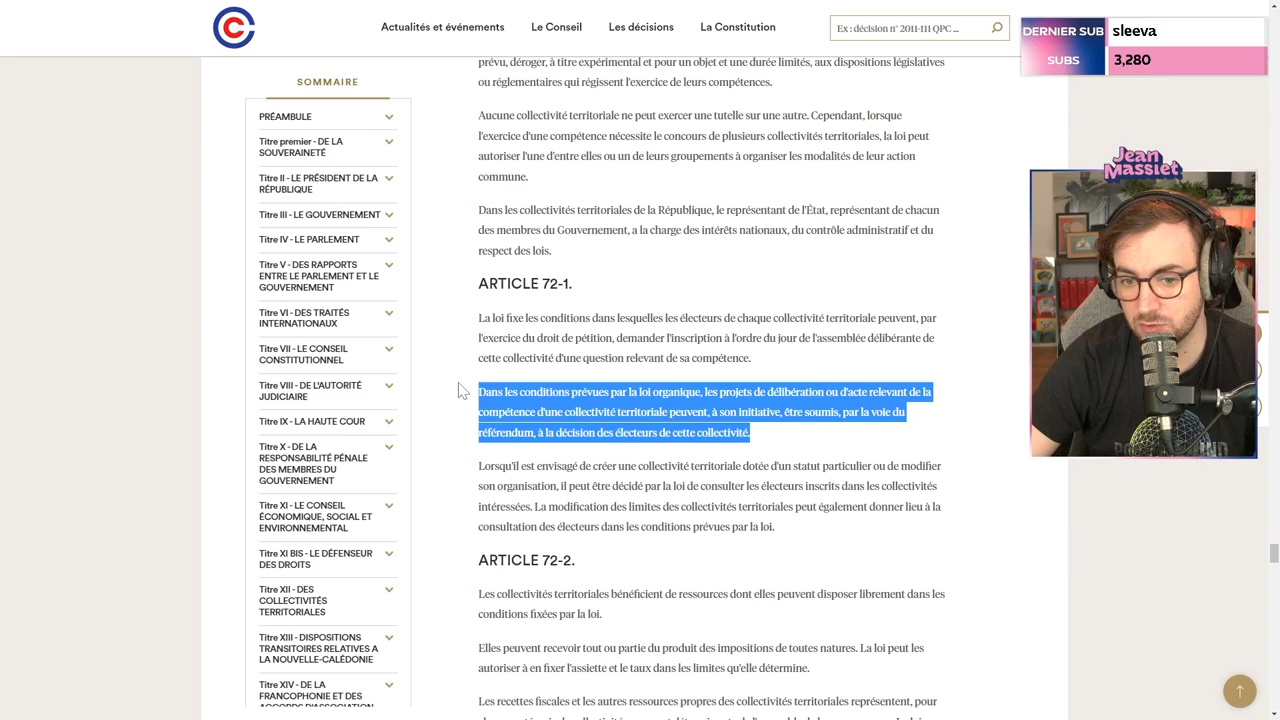 Actualités et événements
Le Conseil
Les décisions
La Constitution
Ex : décision n° 2011-111 QPC ...
DERNIER SUB
sleeva
SUBS
3,280
Jean
Massiet
SOMMAIRE
PRÉAMBULE
Titre premier - DE LA
SOUVERAINETÉ
Titre II - LE PRÉSIDENT DE LA
RÉPUBLIQUE
Titre III - LE GOUVERNEMENT
Titre IV - LE PARLEMENT
Titre V - DES RAPPORTS
ENTRE LE PARLEMENT ET LE
GOUVERNEMENT
Titre VI - DES TRAITÉS
INTERNATIONAUX
Titre VII - LE CONSEIL
CONSTITUTIONNEL
Titre VIII - DE L'AUTORITÉ
JUDICIAIRE
Titre IX - LA HAUTE COUR
Titre X - DE LA
RESPONSABILITÉ PÉNALE
DES MEMBRES DU
GOUVERNEMENT
Titre XI - LE CONSEIL
ÉCONOMIQUE, SOCIAL ET
ENVIRONNEMENTAL
Titre XI BIS - LE DÉFENSEUR
DES DROITS
Titre XII - DES
COLLECTIVITÉS
TERRITORIALES
Titre XIII - DISPOSITIONS
TRANSITOIRES RELATIVES A
LA NOUVELLE-CALÉDONIE
Titre XIV - DE LA
FRANCOPHONIE ET DES
ACCORDS D'ASSOCIATION
prévu, déroger, à titre expérimental et pour un objet et une durée limités, aux dispositions législatives
ou réglementaires qui régissent l'exercice de leurs compétences.
Aucune collectivité territoriale ne peut exercer une tutelle sur une autre. Cependant, lorsque
l'exercice d'une compétence nécessite le concours de plusieurs collectivités territoriales, la loi peut
autoriser l'une d'entre elles ou un de leurs groupements à organiser les modalités de leur action
commune.
Dans les collectivités territoriales de la République, le représentant de l'État, représentant de chacun
des membres du Gouvernement, a la charge des intérêts nationaux, du contrôle administratif et du
respect des lois.
ARTICLE 72-1.
La loi fixe les conditions dans lesquelles les électeurs de chaque collectivité territoriale peuvent, par
l'exercice du droit de pétition, demander l'inscription à l'ordre du jour de l'assemblée délibérante de
cette collectivité d'une question relevant de sa compétence.
Dans les conditions prévues par la loi organique, les projets de délibération ou d'acte relevant de la
compétence d'une collectivité territoriale peuvent, à son initiative, être soumis, par la voie du
référendum, à la décision des électeurs de cette collectivité.
Lorsqu'il est envisagé de créer une collectivité territoriale dotée d'un statut particulier ou de modifier
son organisation, il peut être décidé par la loi de consulter les électeurs inscrits dans les collectivités
intéressées. La modification des limites des collectivités territoriales peut également donner lieu à la
consultation des électeurs dans les conditions prévues par la loi.
ARTICLE 72-2.
Les collectivités territoriales bénéficient de ressources dont elles peuvent disposer librement dans les
conditions fixées par la loi.
Elles peuvent recevoir tout ou partie du produit des impositions de toutes natures. La loi peut les
autoriser à en fixer l'assiette et le taux dans les limites qu'elle détermine.
Les recettes fiscales et les autres ressources propres des collectivités territoriales représentent, pour